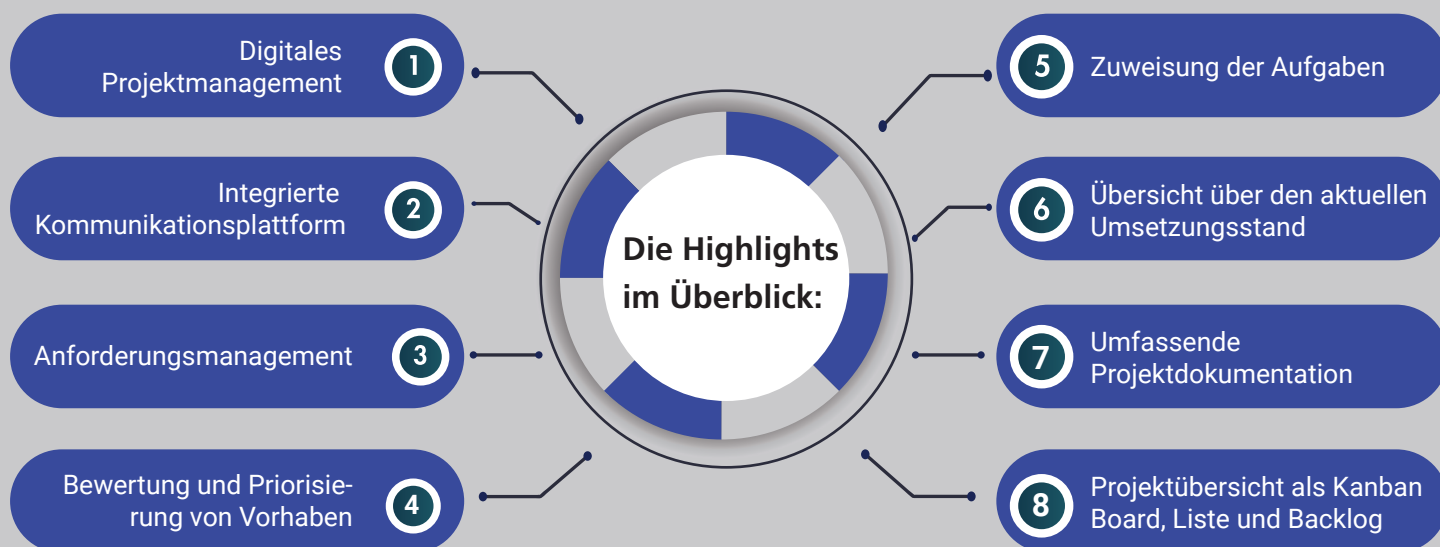 Digitales
Projektmanagement
1
Integrierte
Kommunikationsplattform
2
Anforderungsmanagement
3
Bewertung und Priorisie-
rung von Vorhaben
4
Die Highlights
im Überblick:
5
Zuweisung der Aufgaben
6
Übersicht über den aktuellen
Umsetzungsstand
7
Umfassende
Projektdokumentation
8
Projektübersicht als Kanban
Board, Liste und Backlog